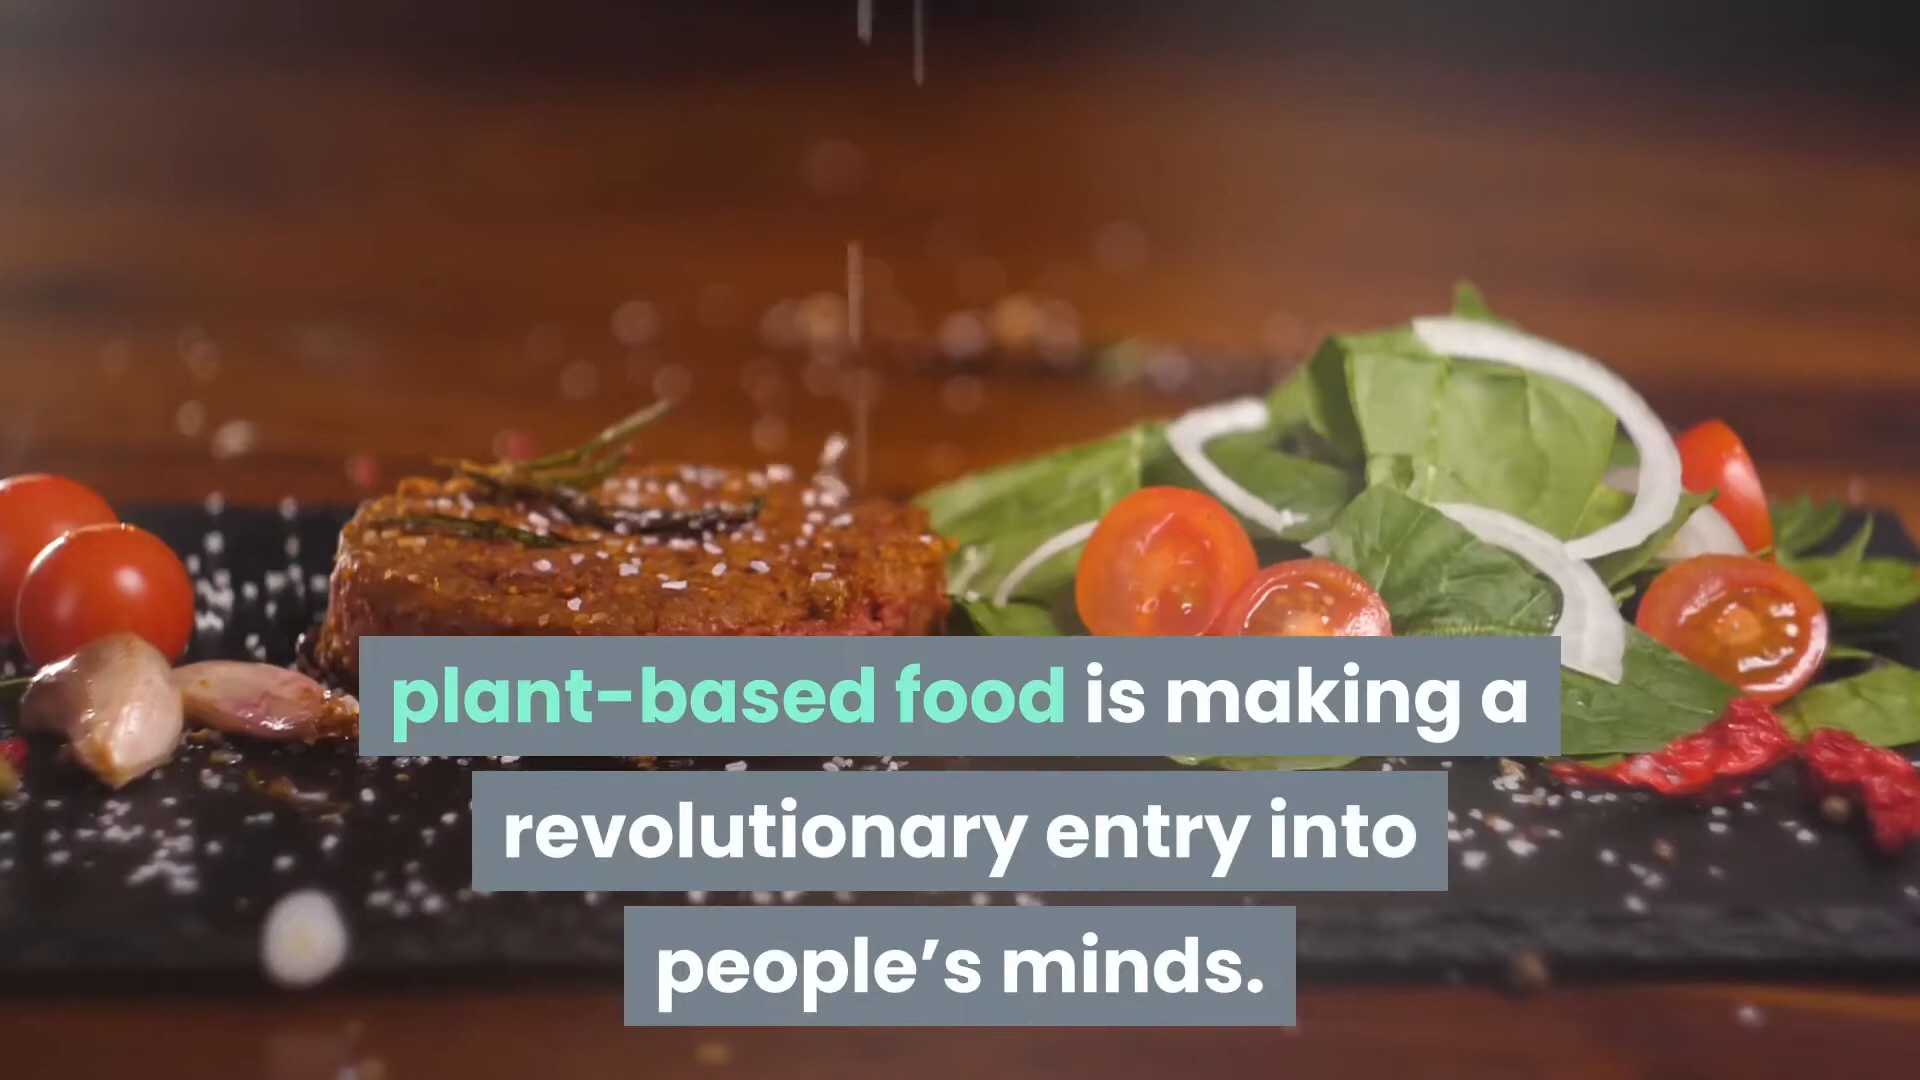 plant-based food is making a
revolutionary entry into
people’s minds.